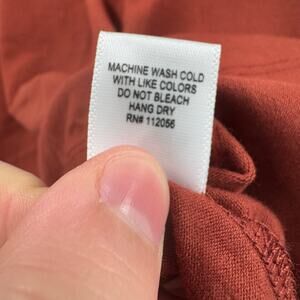 MACHINE WASH COLD
WITH LIKE COLORS
DO NOT BLEACH
HANG DRY
RN# 112056